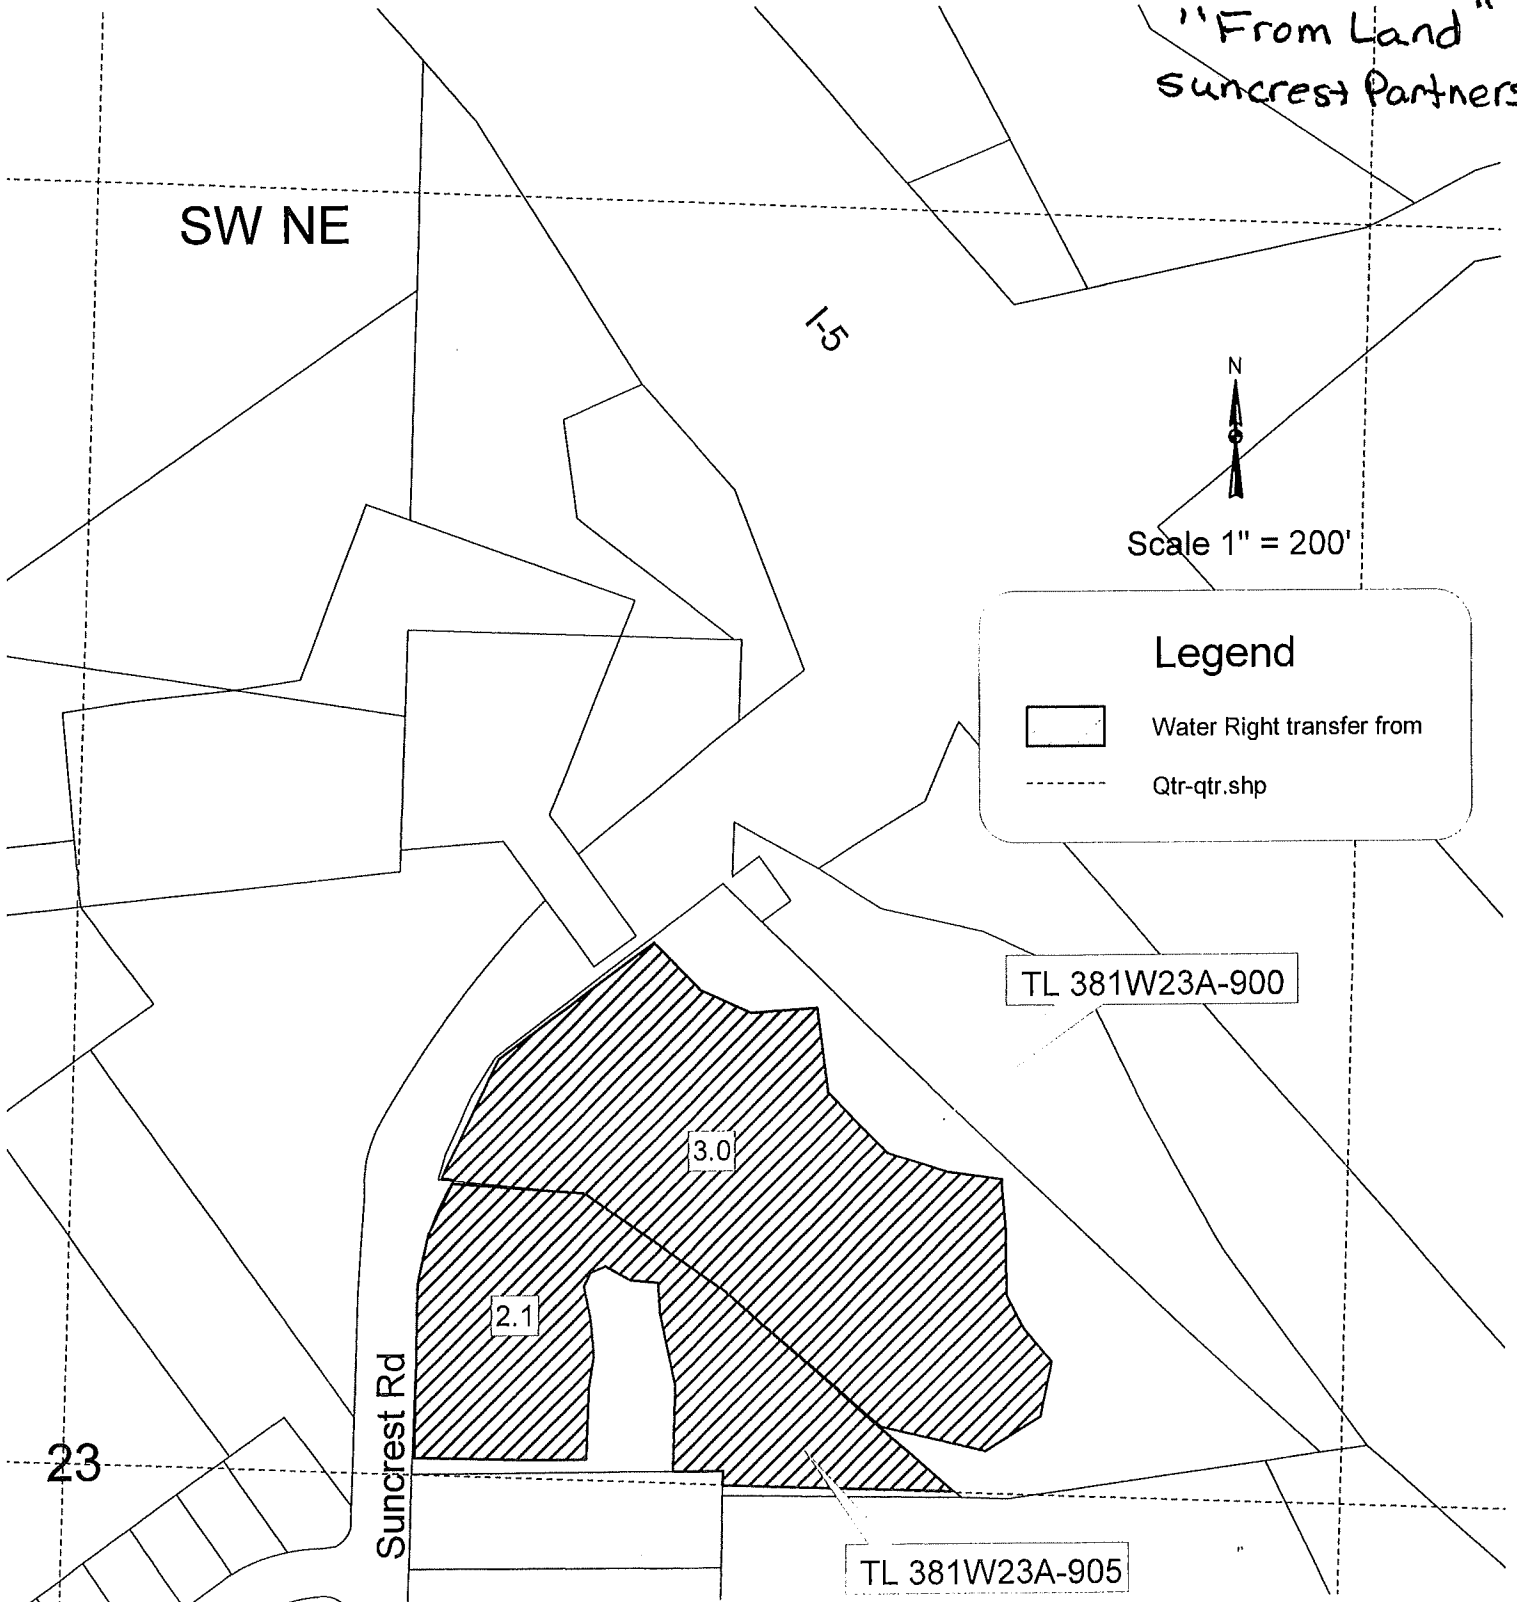 "From Land"
Suncrest Partners
SW NE
I-5
N
Scale 1" = 200'
Legend
Water Right transfer from
Qtr-qtr.shp
TL 381W23A-900
3.0
2.1
Suncrest Rd
23
TL 381W23A-905